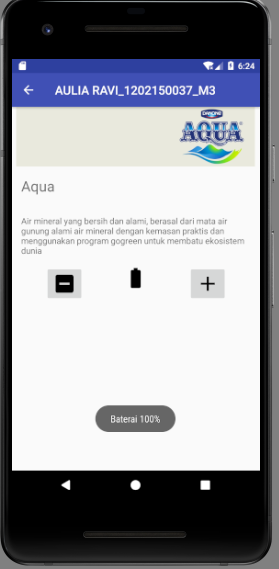 6:24
AULIA RAVI_1202150037_M3
DANONE
AQUA
Aqua
Air mineral yang bersih dan alami, berasal dari mata air
gunung alami air mineral dengan kemasan praktis dan
menggunakan program gogreen untuk membatu ekosistem
dunia
Baterai 100%